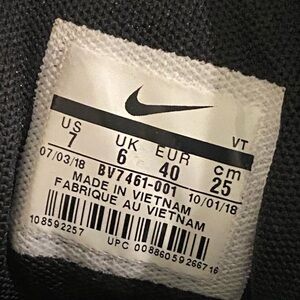 VT
US UK EUR cm
7 6 40 25
07/03/18 BV7461-001 10/01/18
MADE IN VIETNAM
FABRIQUE AU VIETNAM
108592257
UPC 00886059266716